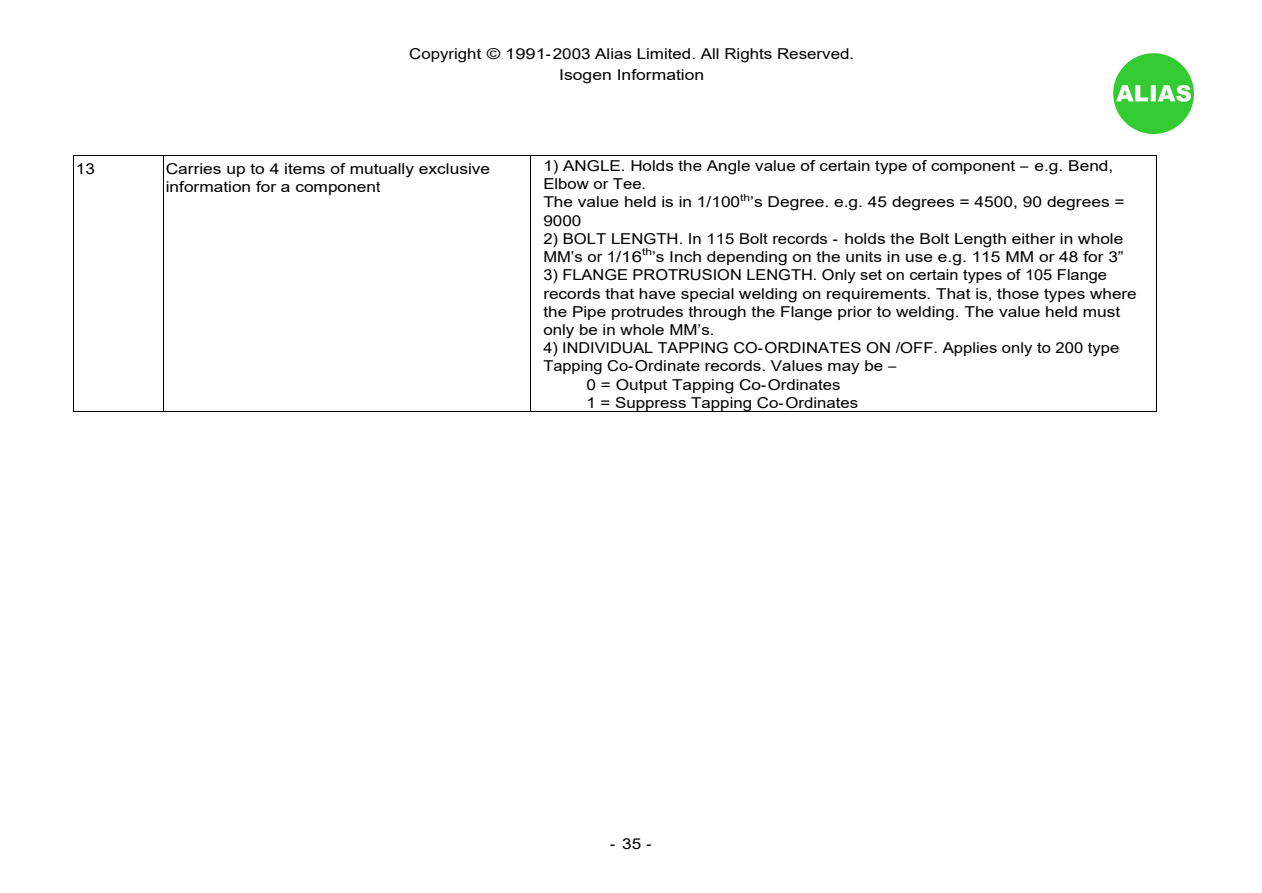 Copyright © 1991-2003 Alias Limited. All Rights Reserved.
Isogen Information
ALIAS
13
Carries up to 4 items of mutually exclusive
information for a component
1) ANGLE. Holds the Angle value of certain type of component – e.g. Bend,
Elbow or Tee.
The value held is in 1/100th’s Degree. e.g. 45 degrees = 4500, 90 degrees =
9000
2) BOLT LENGTH. In 115 Bolt records - holds the Bolt Length either in whole
MM’s or 1/16th’s Inch depending on the units in use e.g. 115 MM or 48 for 3”
3) FLANGE PROTRUSION LENGTH. Only set on certain types of 105 Flange
records that have special welding on requirements. That is, those types where
the Pipe protrudes through the Flange prior to welding. The value held must
only be in whole MM’s.
4) INDIVIDUAL TAPPING CO-ORDINATES ON /OFF. Applies only to 200 type
Tapping Co-Ordinate records. Values may be –
0 = Output Tapping Co-Ordinates
1 = Suppress Tapping Co-Ordinates
- 35 -